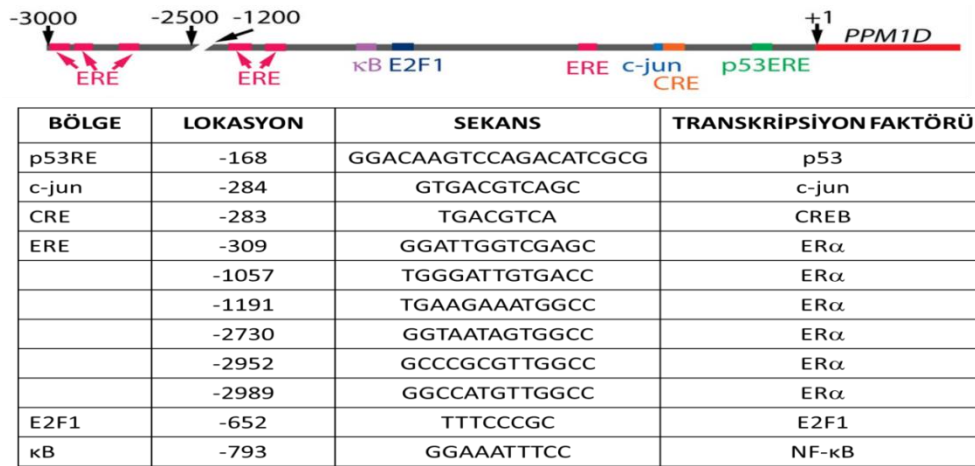 -3000 -2500 -1200 +1 PPM1D
ERE ERE κB E2F1 ERE c-jun CRE p53ERE
BÖLGE LOKASYON SEKANS TRANSKRİPSİYON FAKTÖRÜ
p53RE -168 GGACAAGTCCAGACATCGCG p53
c-jun -284 GTGACGTCAGC c-jun
CRE -283 TGACGTCA CREB
ERE -309 GGATTGGTCGAGC ERα
-1057 TGGGATTGTGACC ERα
-1191 TGAAGAAATGGCC ERα
-2730 GGTAATAGTGGCC ERα
-2952 GCCCGCGTTGGCC ERα
-2989 GGCCATGTTGGCC ERα
E2F1 -652 TTTCCCGC E2F1
κB -793 GGAAATTTCC NF-κB